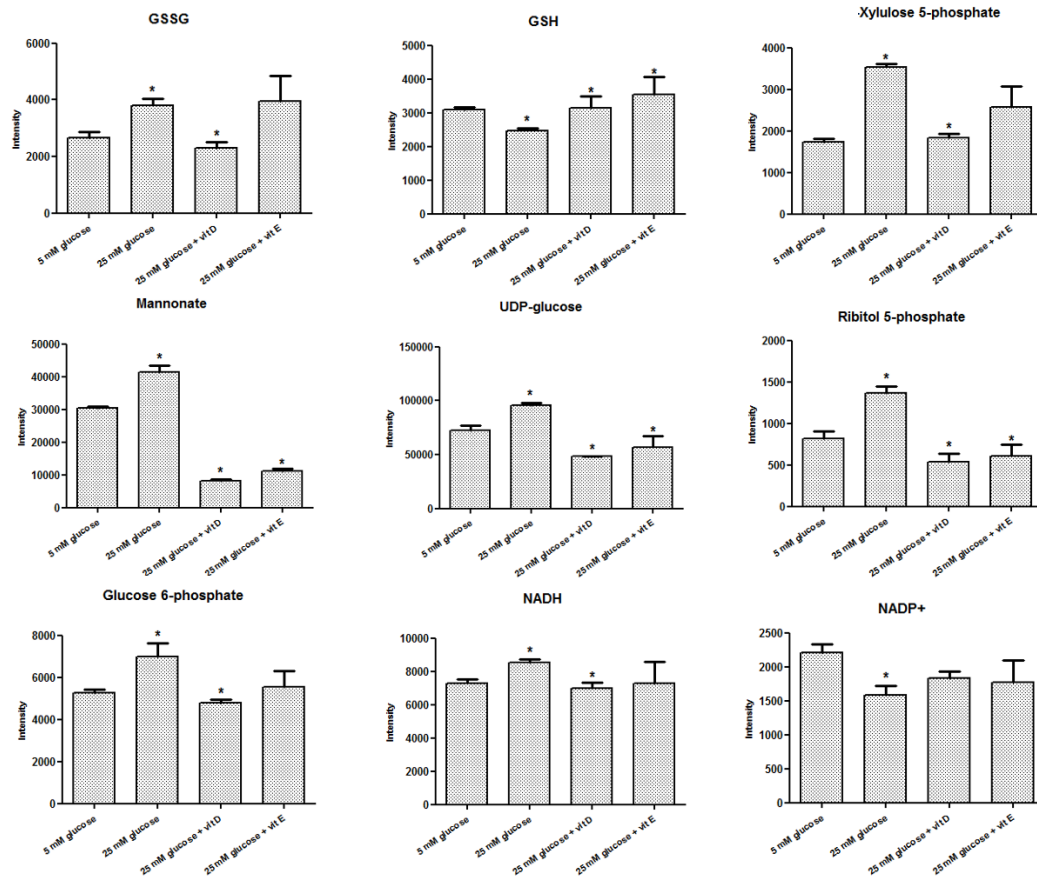 GSSG
Intensity
6000
4000
2000
0
*
*
5 mM glucose
25 mM glucose
25 mM glucose + vit D
25 mM glucose + vit E
GSH
Intensity
5000
4000
3000
2000
1000
0
*
*
*
5 mM glucose
25 mM glucose
25 mM glucose + vit D
25 mM glucose + vit E
.Xylulose 5-phosphate
Intensity
4000
3000
2000
1000
0
*
*
5 mM glucose
25 mM glucose
25 mM glucose + vit D
25 mM glucose + vit E
Mannonate
Intensity
50000
40000
30000
20000
10000
0
*
*
*
5 mM glucose
25 mM glucose
25 mM glucose + vit D
25 mM glucose + vit E
UDP-glucose
Intensity
150000
100000
50000
0
*
*
*
5 mM glucose
25 mM glucose
25 mM glucose + vit D
25 mM glucose + vit E
Ribitol 5-phosphate
Intensity
2000
1500
1000
500
0
*
*
*
5 mM glucose
25 mM glucose
25 mM glucose + vit D
25 mM glucose + vit E
Glucose 6-phosphate
Intensity
8000
6000
4000
2000
0
*
*
5 mM glucose
25 mM glucose
25 mM glucose + vit D
25 mM glucose + vit E
NADH
Intensity
10000
8000
6000
4000
2000
0
*
*
5 mM glucose
25 mM glucose
25 mM glucose + vit D
25 mM glucose + vit E
NADP+
Intensity
2500
2000
1500
1000
500
0
*
5 mM glucose
25 mM glucose
25 mM glucose + vit D
25 mM glucose + vit E